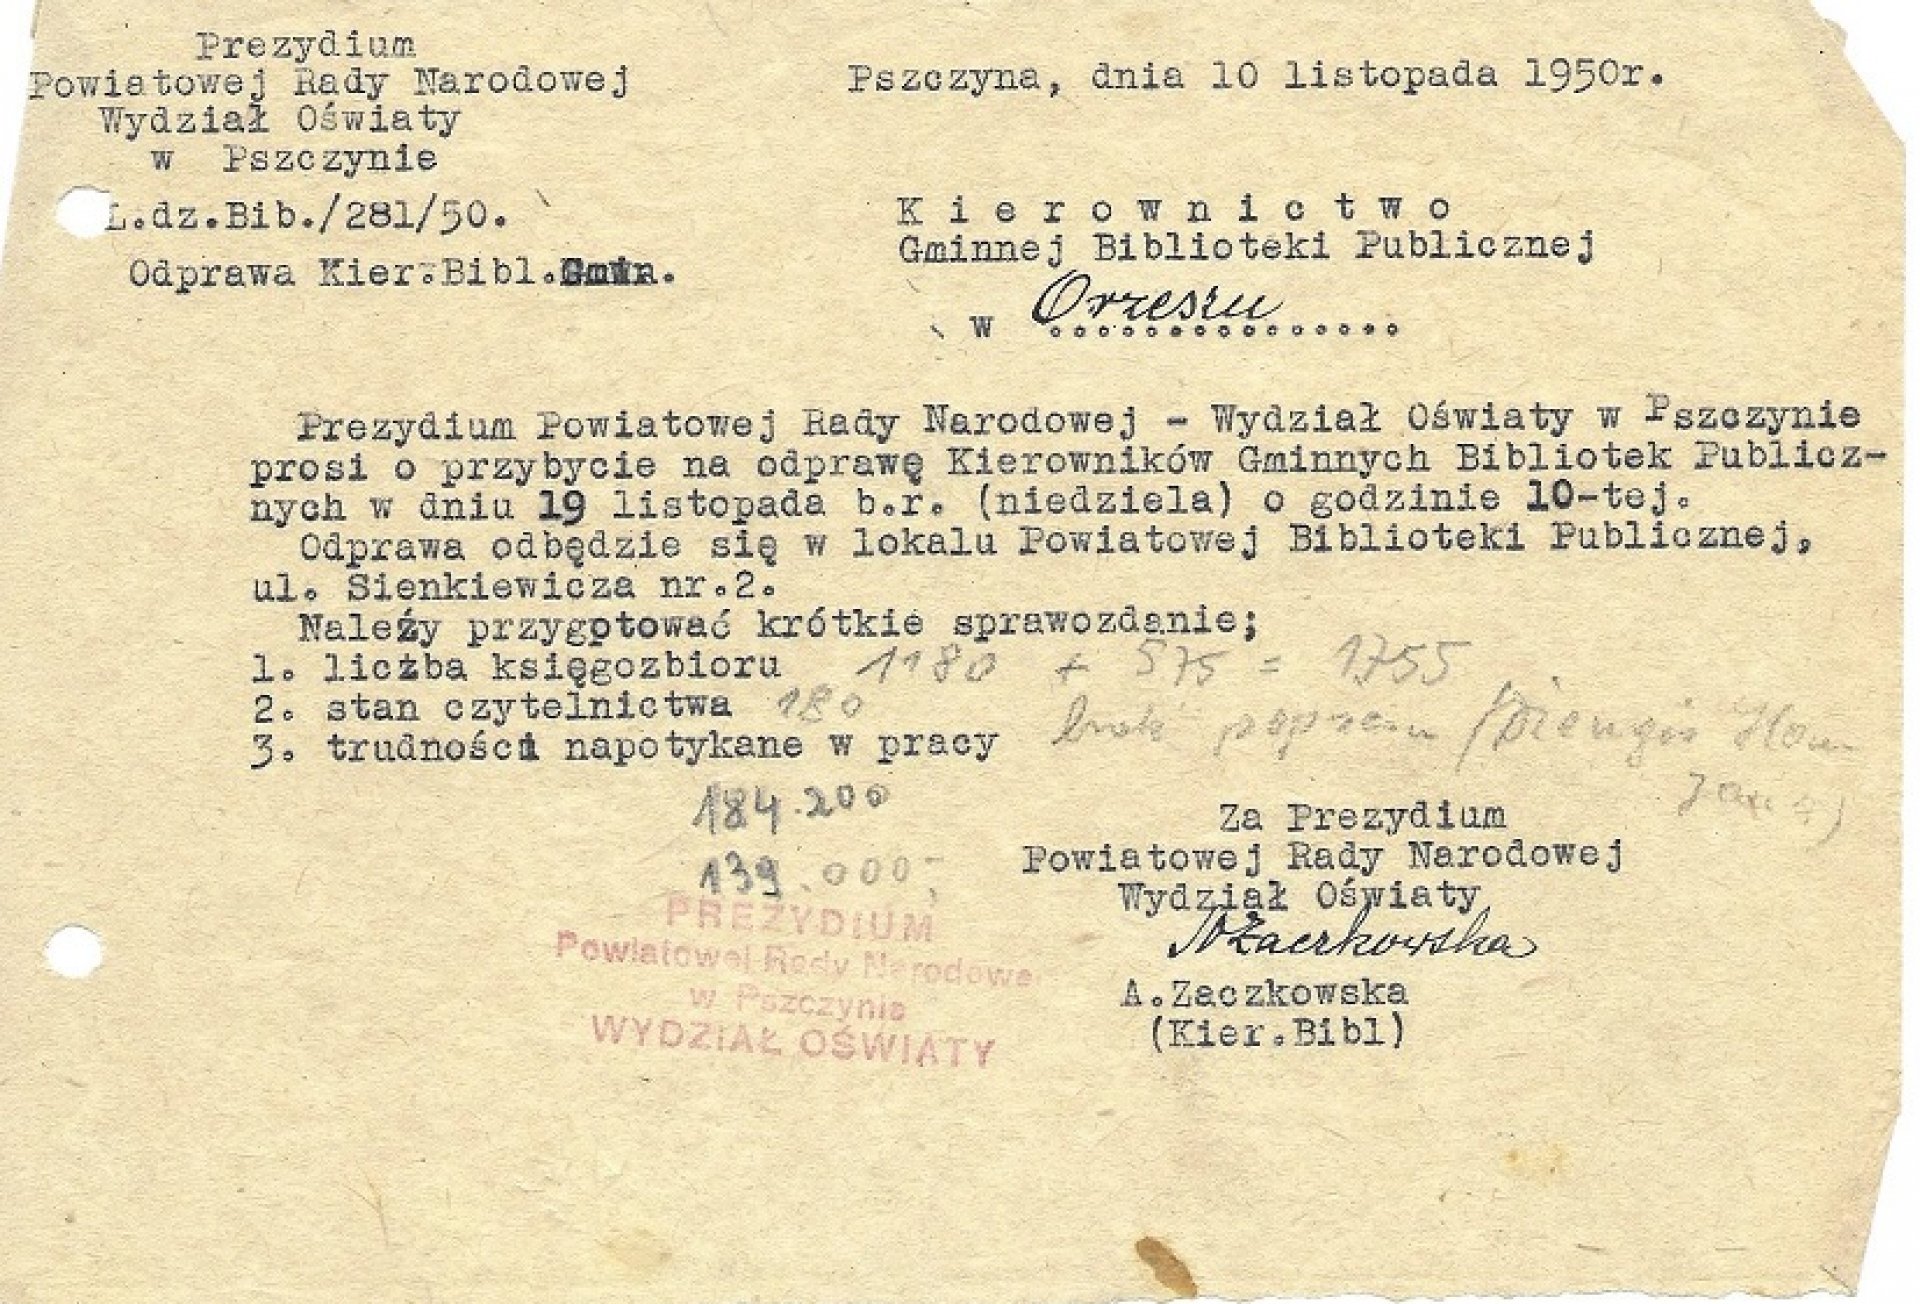 Prezydium
Powiatowej Rady Narodowej
Wydział Oświaty
w Pszczynie
L.dz.Bib./281/50.
Odprawa Kier.Bibl.Gmin.
Pszczyna, dnia 10 listopada 1950r.
Kierownictwo
Gminnej Biblioteki Publicznej
w Orzeszu
Prezydium Powiatowej Rady Narodowej - Wydział Oświaty w Pszczynie
prosi o przybycie na odprawę Kierowników Gminnych Bibliotek Publicz-
nych w dniu 19 listopada b.r. (niedziela) o godzinie 10-tej.
Odprawa odbędzie się w lokalu Powiatowej Biblioteki Publicznej,
ul. Sienkiewicza nr.2.
Należy przygotować krótkie sprawozdanie;
1. liczba księgozbioru 1180 + 575 = 1755
2. stan czytelnictwa 180
3. trudności napotykane w pracy brak
184.200
139.000,-
Za Prezydium
Powiatowej Rady Narodowej
Wydział Oświaty
AZaczkowska
A.Zaczkowska
(Kier.Bibl)
PREZYDIUM
Powiatowej Rady Narodowe
w Pszczynie
WYDZIAŁ OŚWIATY